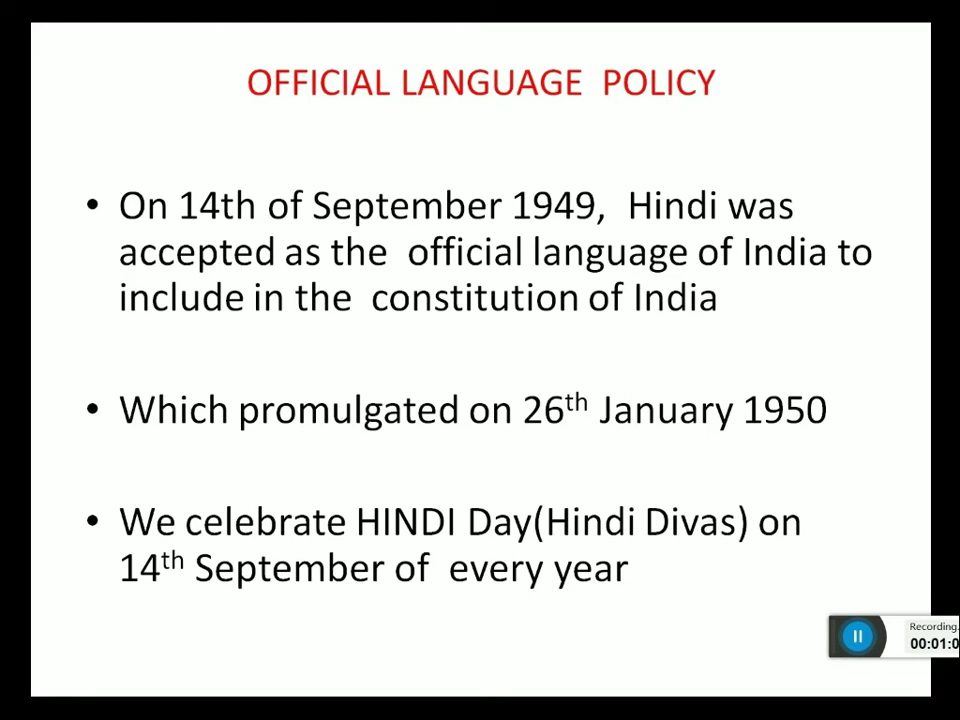 OFFICIAL LANGUAGE POLICY
• On 14th of September 1949, Hindi was
accepted as the official language of India to
include in the constitution of India
• Which promulgated on 26th January 1950
• We celebrate HINDI Day(Hindi Divas) on
14th September of every year
Recording.
00:01:0